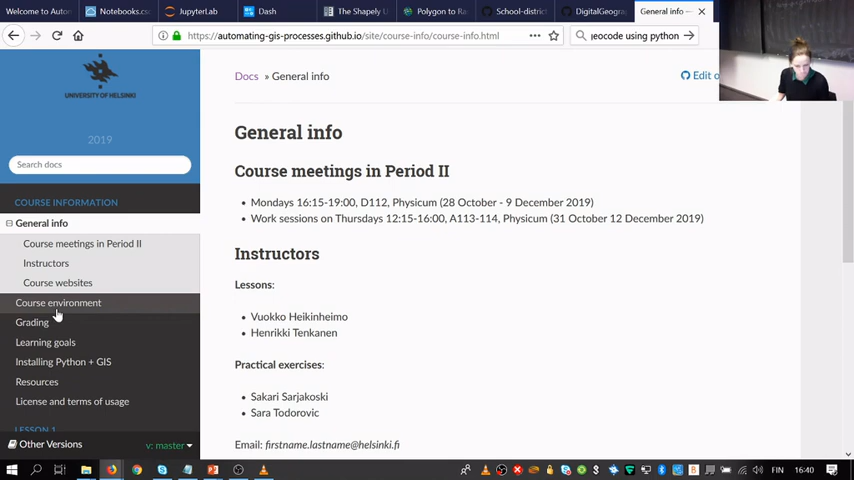 Welcome to Auton
Notebooks.cs
JupyterLab
Dash
The Shapely U
Polygon to Ra
School-district
DigitalGeograp
General info —
https://automating-gis-processes.github.io/site/course-info/course-info.html
geocode using python
UNIVERSITY OF HELSINKI
2019
Search docs
COURSE INFORMATION
General info
Course meetings in Period II
Instructors
Course websites
Course environment
Grading
Learning goals
Installing Python + GIS
Resources
License and terms of usage
LESSON 1
Other Versions
v: master
Docs » General info
Edit o
General info
Course meetings in Period II
• Mondays 16:15-19:00, D112, Physicum (28 October - 9 December 2019)
• Work sessions on Thursdays 12:15-16:00, A113-114, Physicum (31 October 12 December 2019)
Instructors
Lessons:
• Vuokko Heikinheimo
• Henrikki Tenkanen
Practical exercises:
• Sakari Sarjakoski
• Sara Todorovic
Email: firstname.lastname@helsinki.fi
FIN
16:40